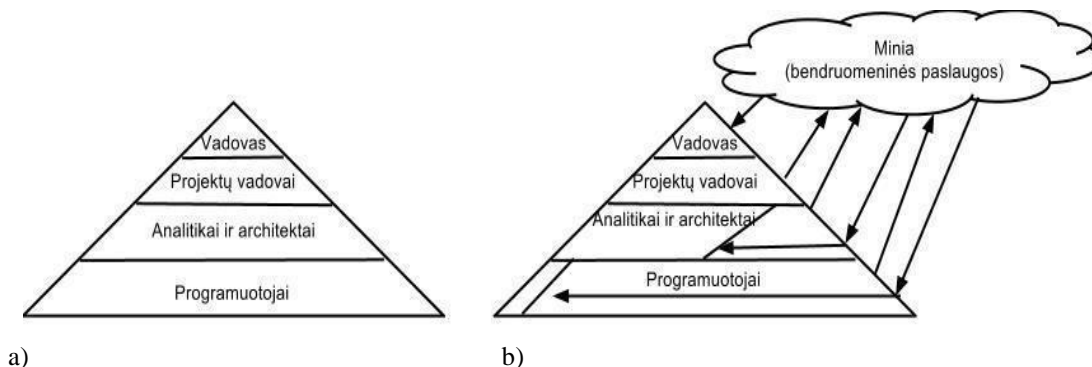 Vadovas
Projektų vadovai
Analitikai ir architektai
Programuotojai
a)
Minia
(bendruomeninės paslaugos)
Vadovas
Projektų vadovai
Analitikai ir architektai
Programuotojai
b)